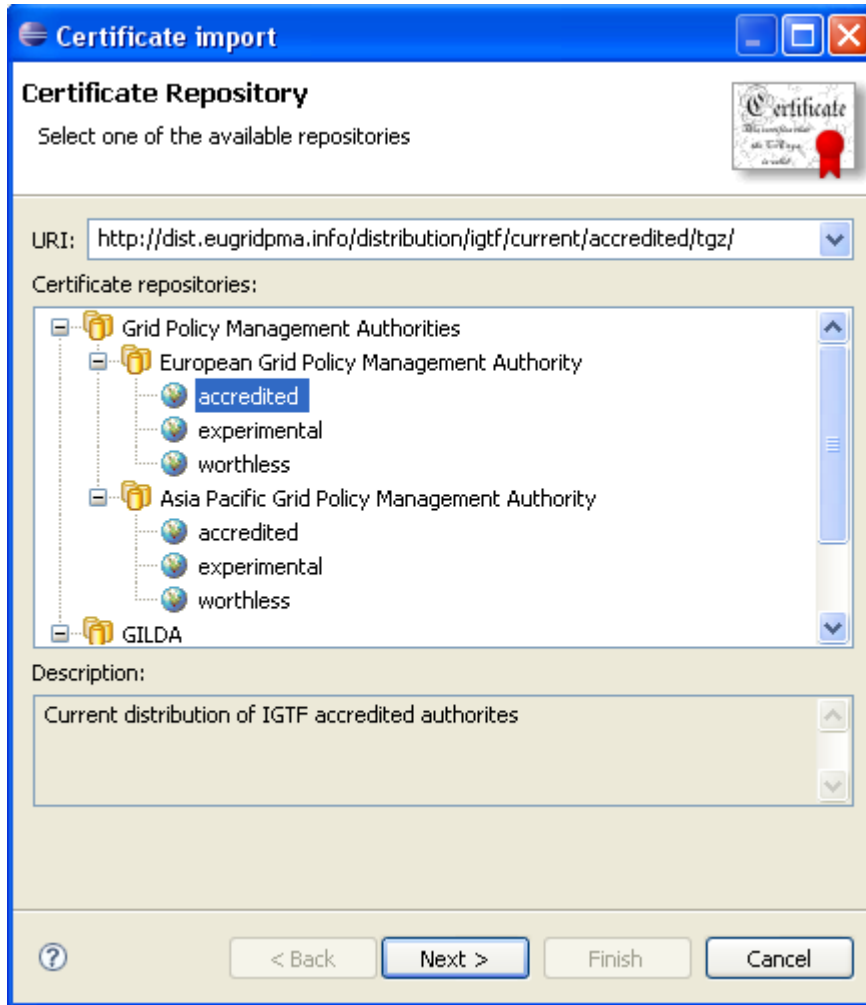 Certificate import
Certificate Repository
Select one of the available repositories
Certificate
URI: http://dist.eugridpma.info/distribution/igtf/current/accredited/tgz/
Certificate repositories:
Grid Policy Management Authorities
European Grid Policy Management Authority
accredited
experimental
worthless
Asia Pacific Grid Policy Management Authority
accredited
experimental
worthless
GILDA
Description:
Current distribution of IGTF accredited authorites
? < Back Next > Finish Cancel